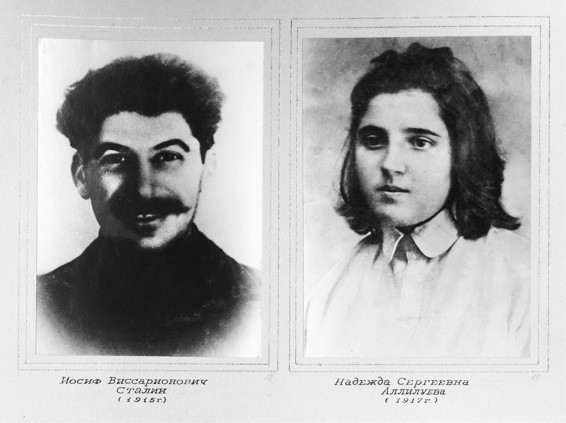 Иосиф Виссарионович
Сталин
(1915г.)
Надежда Сергеевна
Аллилуева
(1917г.)